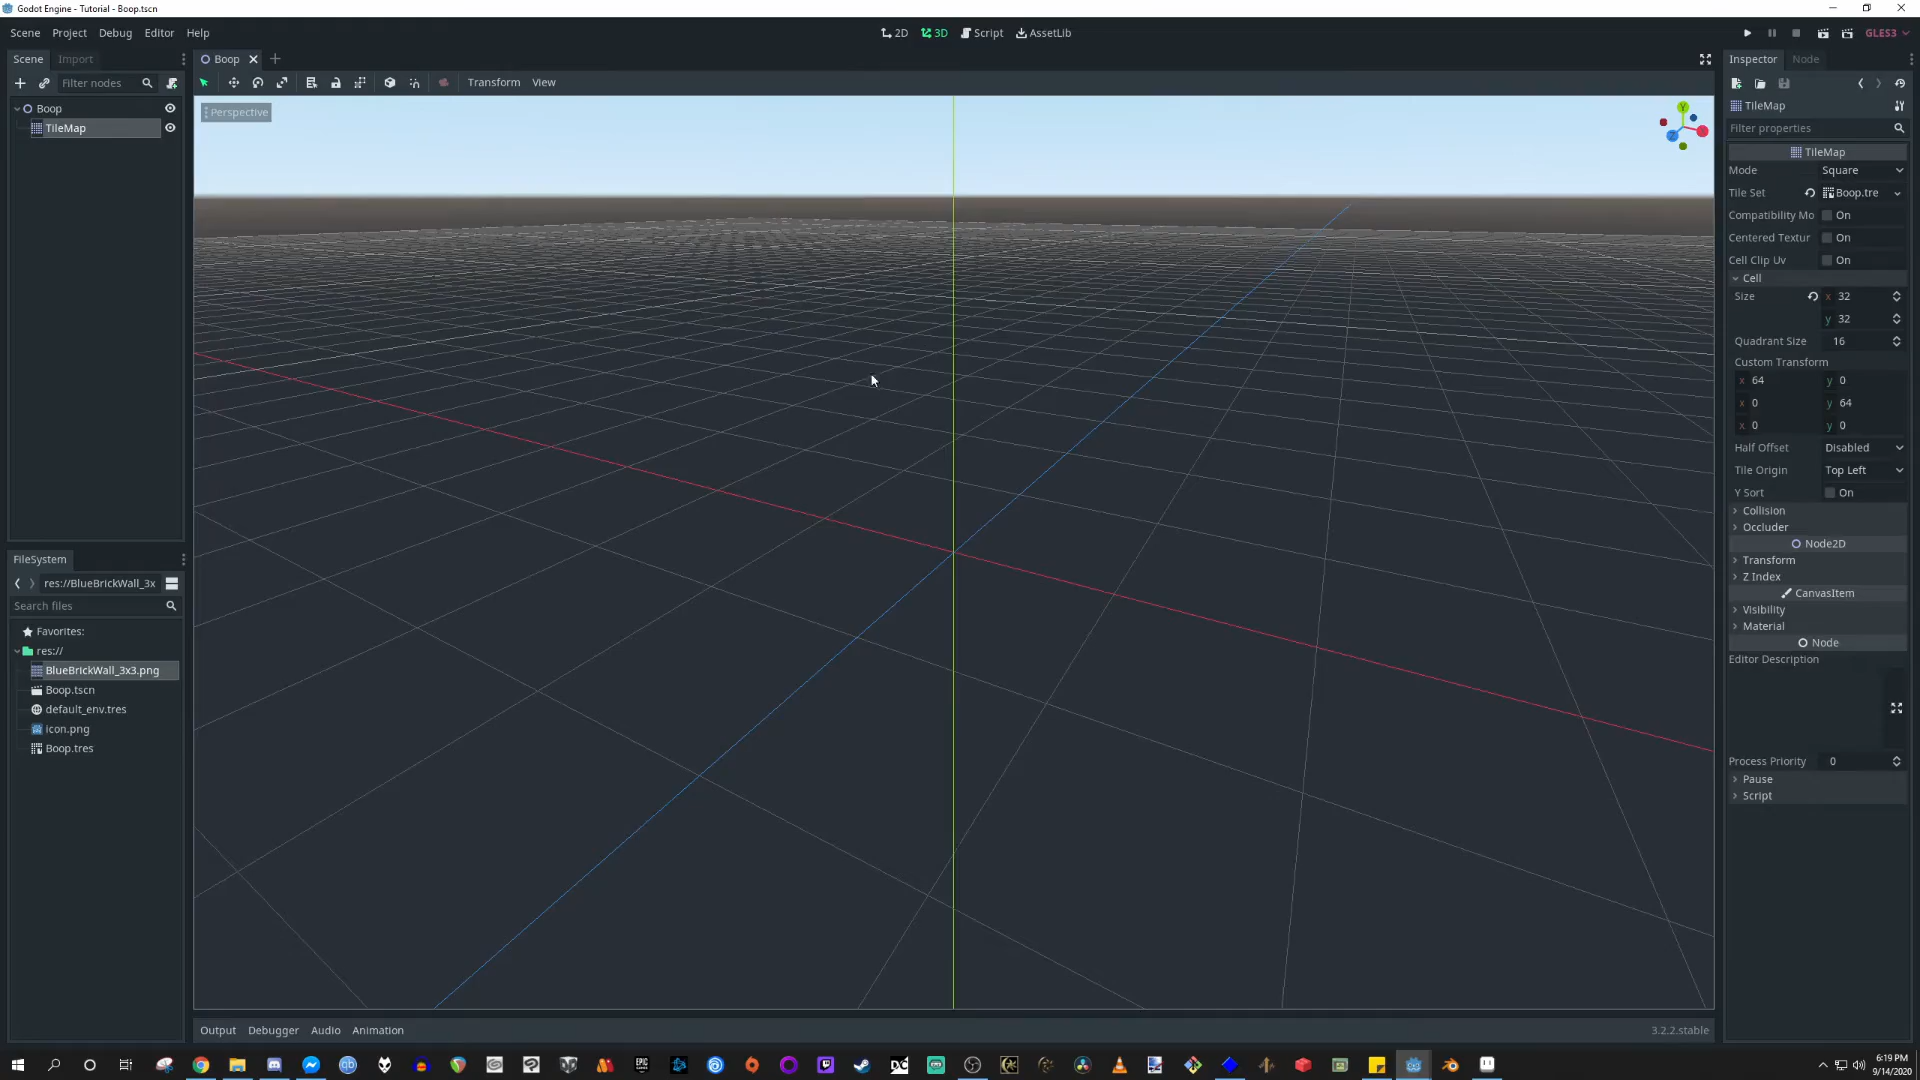 Godot Engine - Tutorial - Boop.tscn
Scene Project Debug Editor Help
2D 3D Script AssetLib
GLES3
Scene Import
Boop
Inspector Node
Filter nodes
Transform View
Boop
TileMap
Perspective
Y
X
Z
TileMap
Filter properties
TileMap
Mode Square
Tile Set Boop.tre
Compatibility Mo On
Centered Textur On
Cell Clip Uv On
Cell
Size x 32
y 32
Quadrant Size 16
Custom Transform
x 64 y 0
x 0 y 64
x 0 y 0
Half Offset Disabled
Tile Origin Top Left
Y Sort On
Collision
Occluder
Node2D
Transform
Z Index
CanvasItem
Visibility
Material
Node
Editor Description
Process Priority 0
Pause
Script
FileSystem
res://BlueBrickWall_3x
Search files
Favorites:
res://
BlueBrickWall_3x3.png
Boop.tscn
default_env.tres
icon.png
Boop.tres
Output Debugger Audio Animation
3.2.2.stable
qb
EPIC
GAMES
DC
6:19 PM
9/14/2020